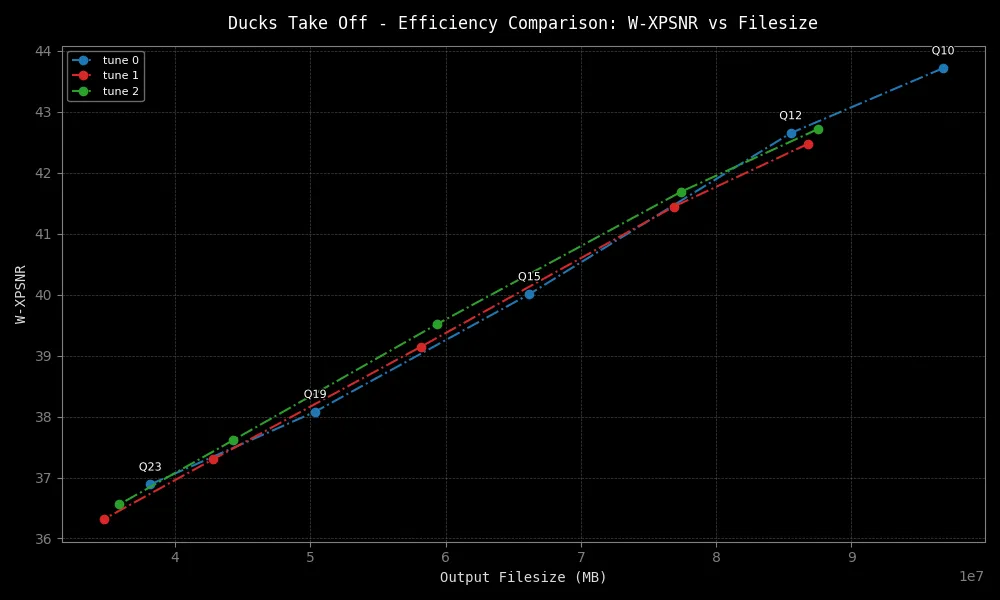 Ducks Take Off - Efficiency Comparison: W-XPSNR vs Filesize
tune 0
tune 1
tune 2
Q10
Q12
Q15
Q19
Q23
44
43
42
41
40
39
38
37
36
W-XPSNR
4
5
6
7
8
9
1e7
Output Filesize (MB)